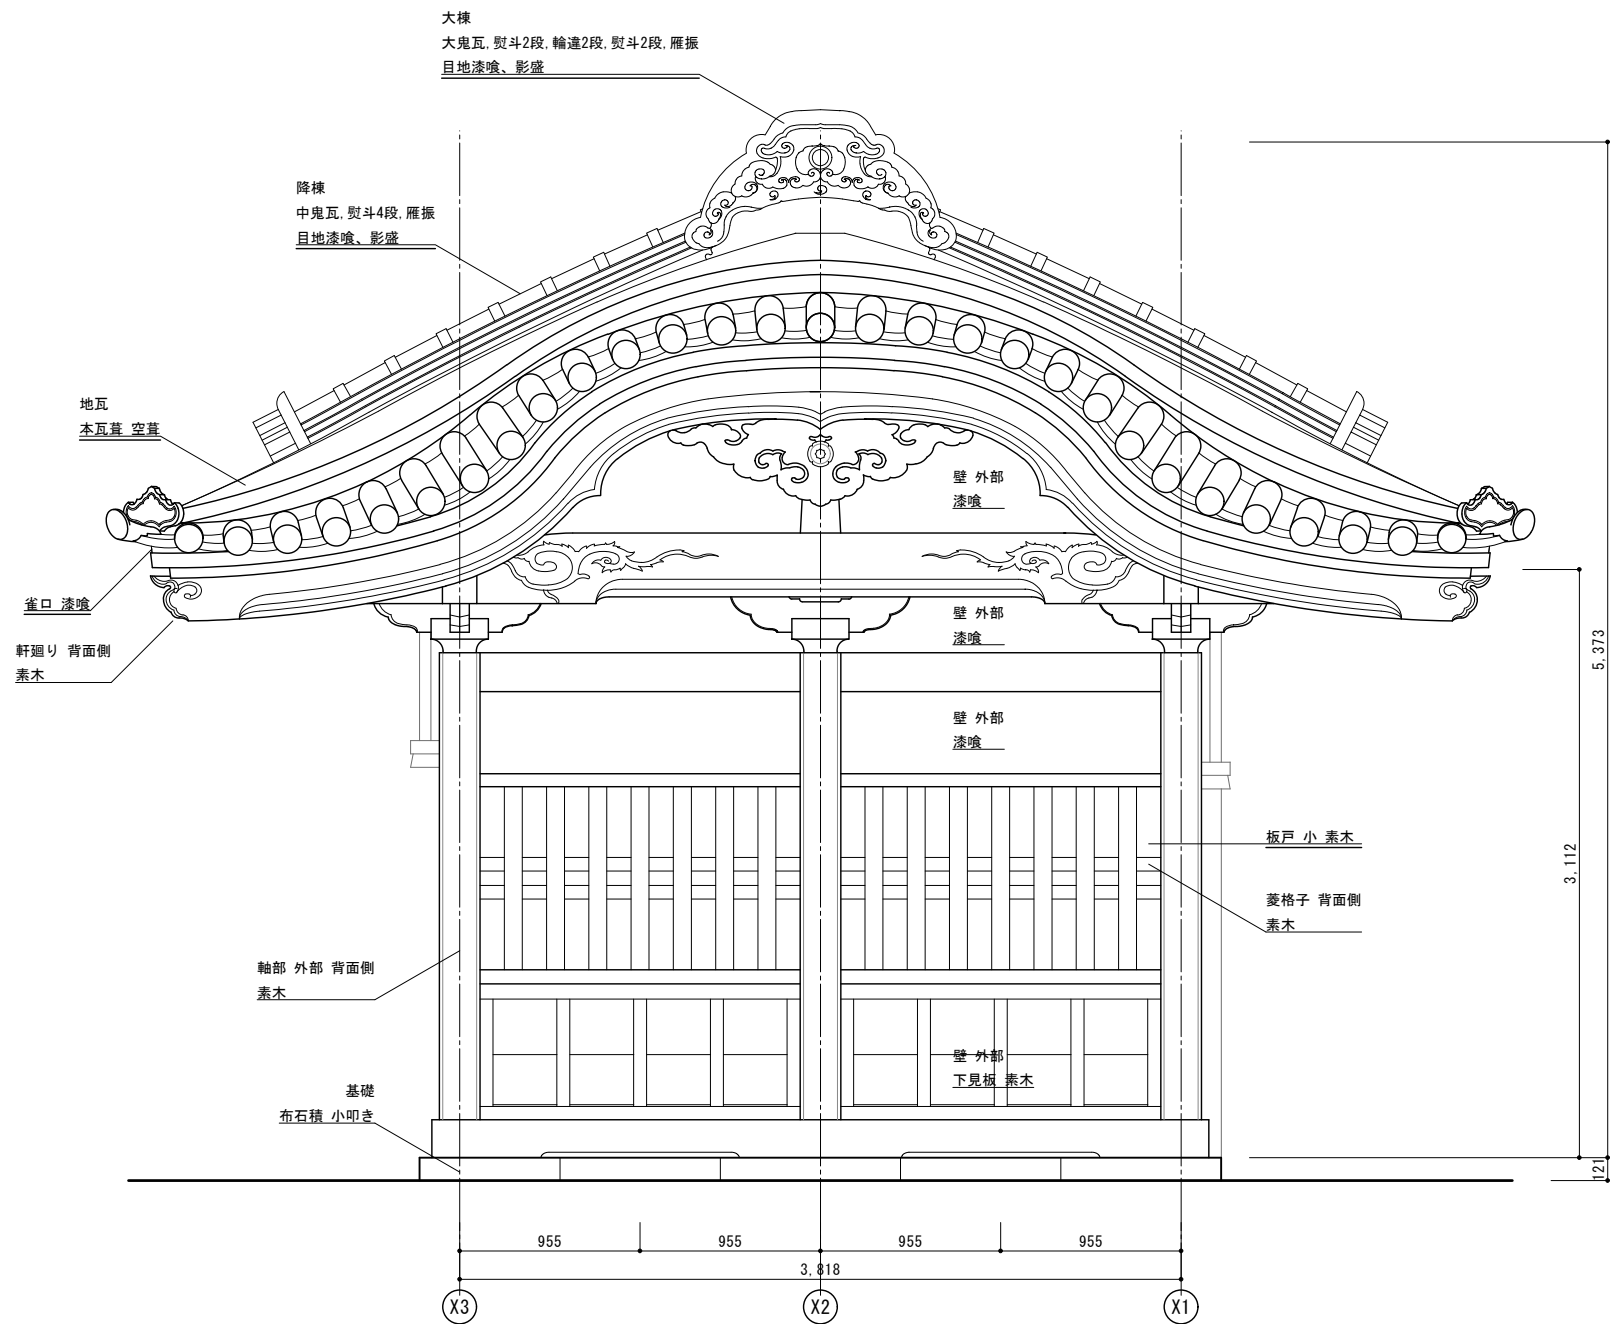 大棟
大鬼瓦,熨斗2段,輪違2段,熨斗2段,雁振
目地漆喰、影盛
降棟
中鬼瓦,熨斗4段,雁振
目地漆喰、影盛
地瓦
本瓦葺 空葺
壁 外部
漆喰
雀口 漆喰
壁 外部
漆喰
軒廻り 背面側
素木
5,373
壁 外部
漆喰
板戸 小 素木
3,112
菱格子 背面側
素木
軸部 外部 背面側
素木
壁 外部
下見板 素木
基礎
布石積 小叩き
121
955
955
955
955
3,818
X3
X2
X1